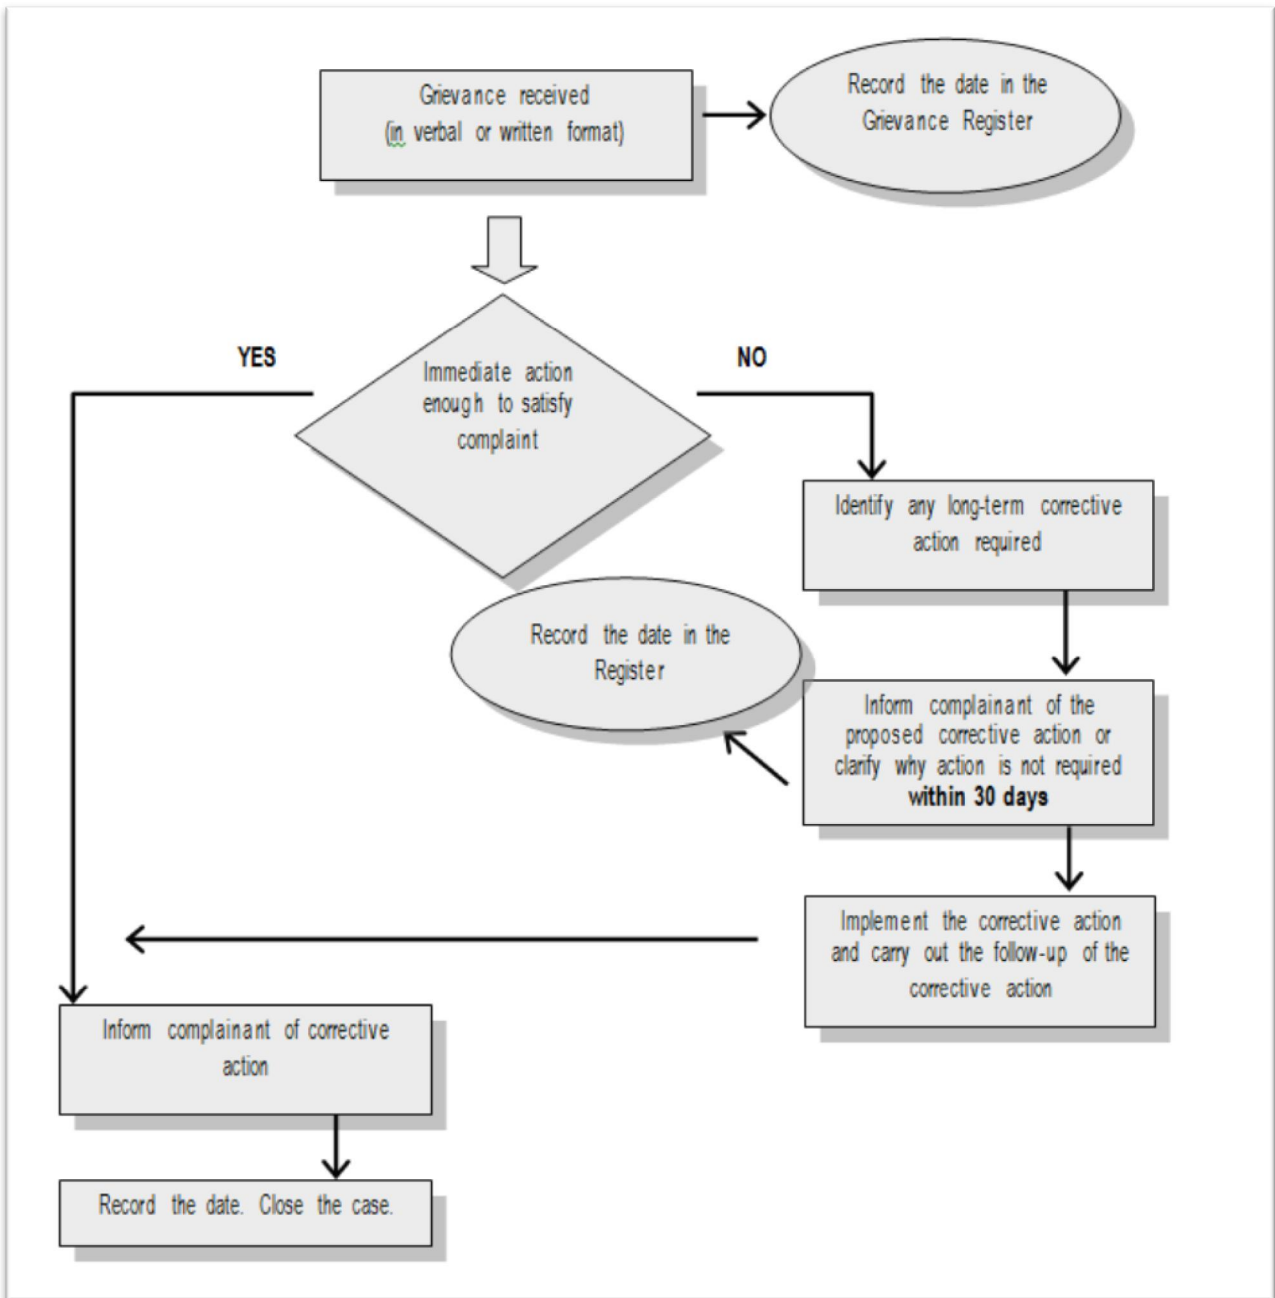 Grievance received
(in verbal or written format)
Record the date in the
Grievance Register
YES
NO
Immediate action
enough to satisfy
complaint
Identify any long-term corrective
action required
Record the date in the
Register
Inform complainant of the
proposed corrective action or
clarify why action is not required
within 30 days
Implement the corrective action
and carry out the follow-up of the
corrective action
Inform complainant of corrective
action
Record the date. Close the case.